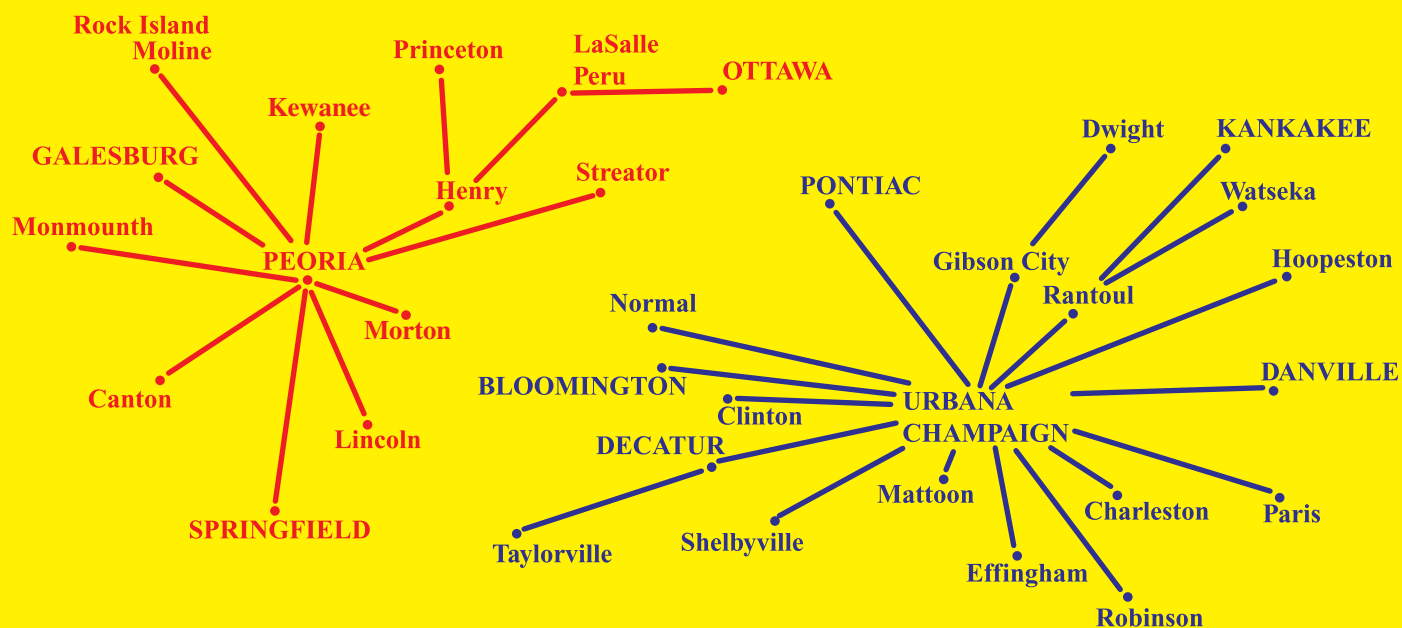 Rock Island
Moline
Princeton
LaSalle
Peru
OTTAWA
Kewanee
GALESBURG
Henry
Streator
Monmounth
PEORIA
Morton
Canton
Lincoln
SPRINGFIELD
Dwight
KANKAKEE
PONTIAC
Watseka
Gibson City
Hoopeston
Rantoul
Normal
BLOOMINGTON
DANVILLE
Clinton
URBANA
CHAMPAIGN
DECATUR
Mattoon
Charleston
Paris
Taylorville
Shelbyville
Effingham
Robinson